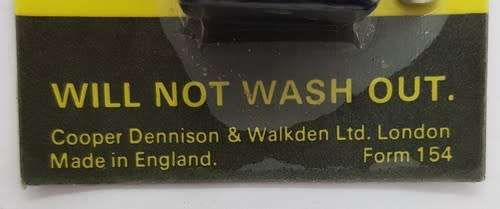 WILL NOT WASH OUT.
Cooper Dennison & Walkden Ltd. London
Made in England. Form 154